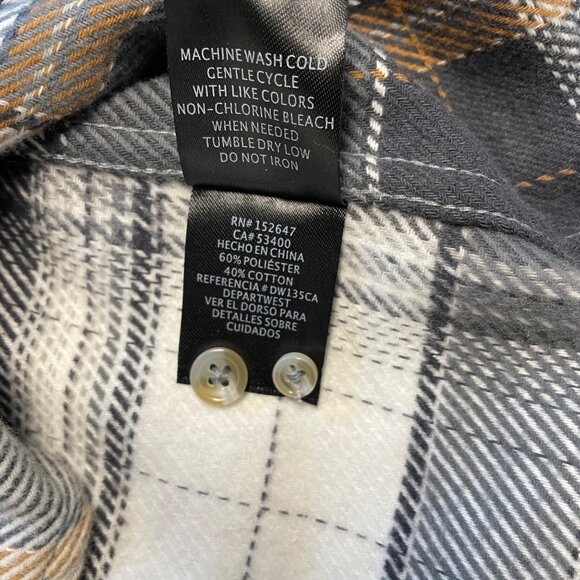 MACHINE WASH COLD
GENTLE CYCLE
WITH LIKE COLORS
NON-CHLORINE BLEACH
WHEN NEEDED
TUMBLE DRY LOW
DO NOT IRON
RN# 152647
CA# 53400
HECHO EN CHINA
60% POLIÉSTER
40% COTTON
REFERENCIA # DW135CA
DEPARTWEST
VER EL DORSO PARA
DETALLES SOBRE
CUIDADOS